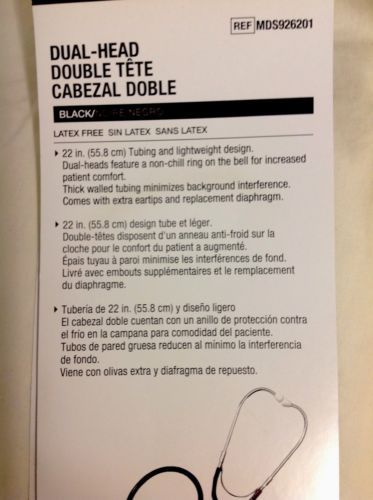 REF MDS926201
DUAL-HEAD
DOUBLE TÊTE
CABEZAL DOBLE
BLACK/NOIRE NEGRO
LATEX FREE SIN LATEX SANS LATEX
22 in. (55.8 cm) Tubing and lightweight design.
Dual-heads feature a non-chill ring on the bell for increased
patient comfort.
Thick walled tubing minimizes background interference.
Comes with extra eartips and replacement diaphragm.
22 in. (55.8 cm) design tube et léger.
Double-têtes disposent d'un anneau anti-froid sur la
cloche pour le confort du patient a augmenté.
Épais tuyau à paroi minimise les interférences de fond.
Livré avec embouts supplémentaires et le remplacement
du diaphragme.
Tubería de 22 in. (55.8 cm) y diseño ligero
El cabezal doble cuentan con un anillo de protección contra
el frío en la campana para comodidad del paciente.
Tubos de pared gruesa reducen al mínimo la interferencia
de fondo.
Viene con olivas extra y diafragma de repuesto.